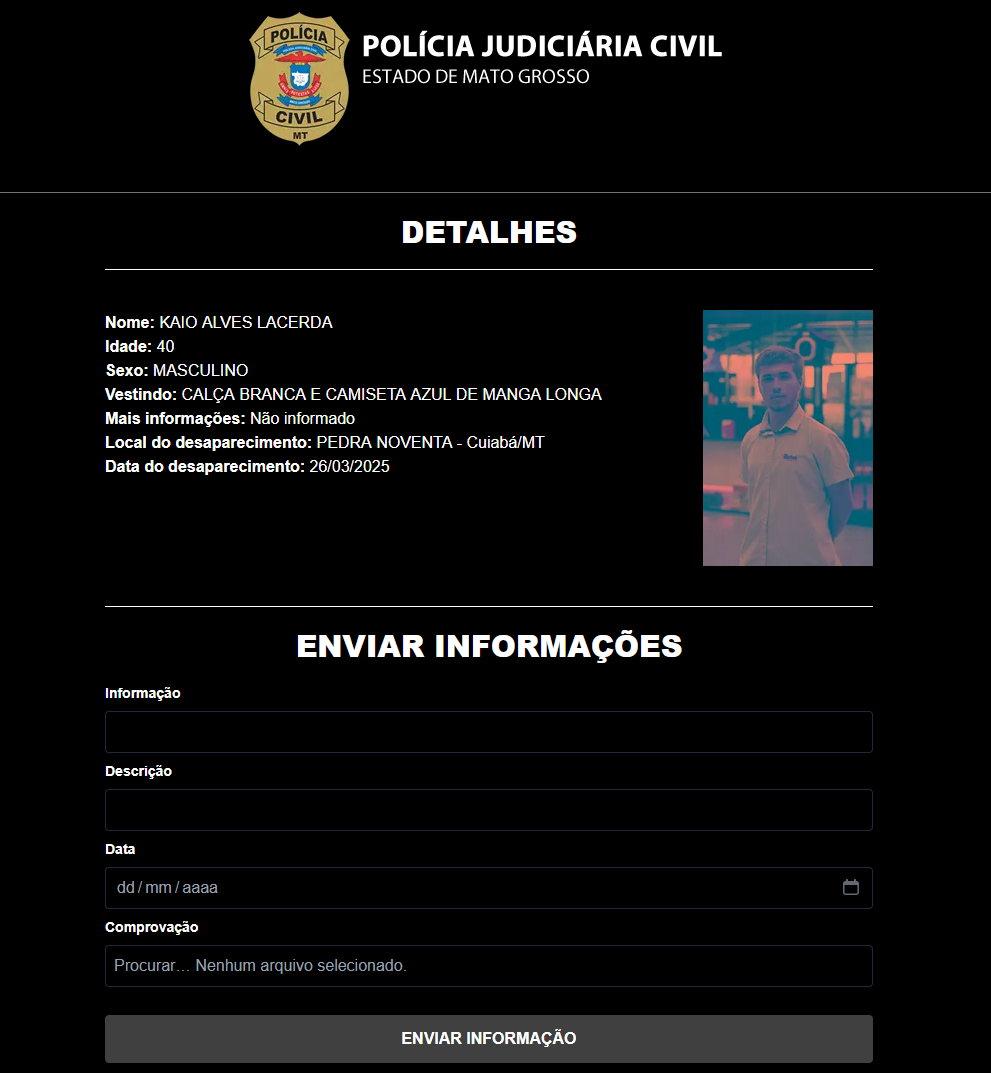 POLÍCIA
CIVIL
MT
POLÍCIA JUDICIÁRIA CIVIL
ESTADO DE MATO GROSSO
DETALHES
Nome: KAIO ALVES LACERDA
Idade: 40
Sexo: MASCULINO
Vestindo: CALÇA BRANCA E CAMISETA AZUL DE MANGA LONGA
Mais informações: Não informado
Local do desaparecimento: PEDRA NOVENTA - Cuiabá/MT
Data do desaparecimento: 26/03/2025
ENVIAR INFORMAÇÕES
Informação
Descrição
Data
dd / mm / aaaa
Comprovação
Procurar... Nenhum arquivo selecionado.
ENVIAR INFORMAÇÃO